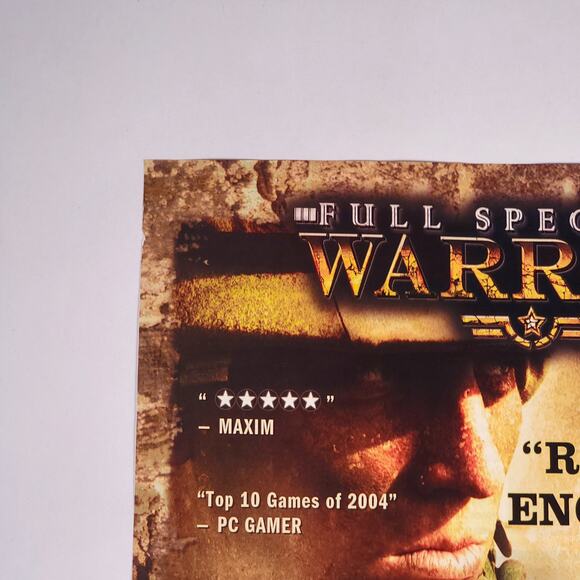 FULL SPEC
WARR
“ ★★★★★ ”
– MAXIM
“Top 10 Games of 2004”
– PC GAMER
“R
ENG